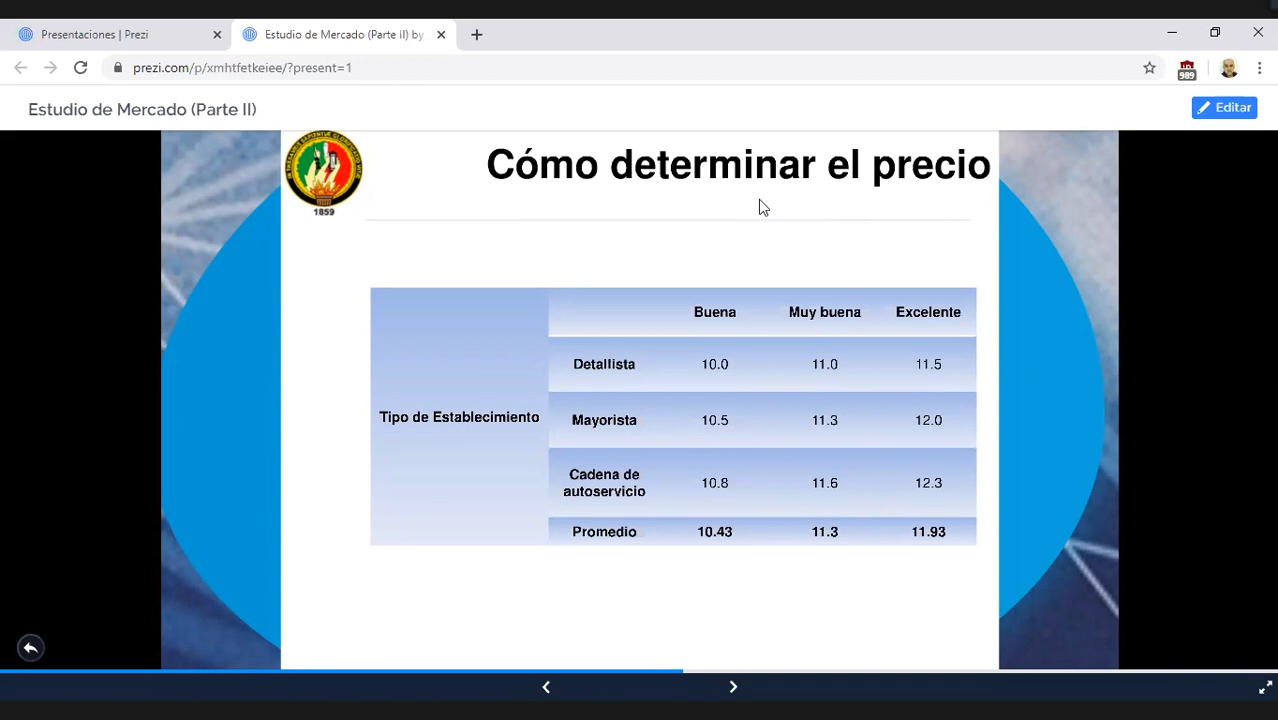 Presentaciones | Prezi
Estudio de Mercado (Parte II) by
prezi.com/p/xmhtfetkeiee/?present=1
989
Estudio de Mercado (Parte II)
Editar
1859
Cómo determinar el precio
Buena Muy buena Excelente
Detallista 10.0 11.0 11.5
Tipo de Establecimiento
Mayorista 10.5 11.3 12.0
Cadena de
autoservicio 10.8 11.6 12.3
Promedio 10.43 11.3 11.93